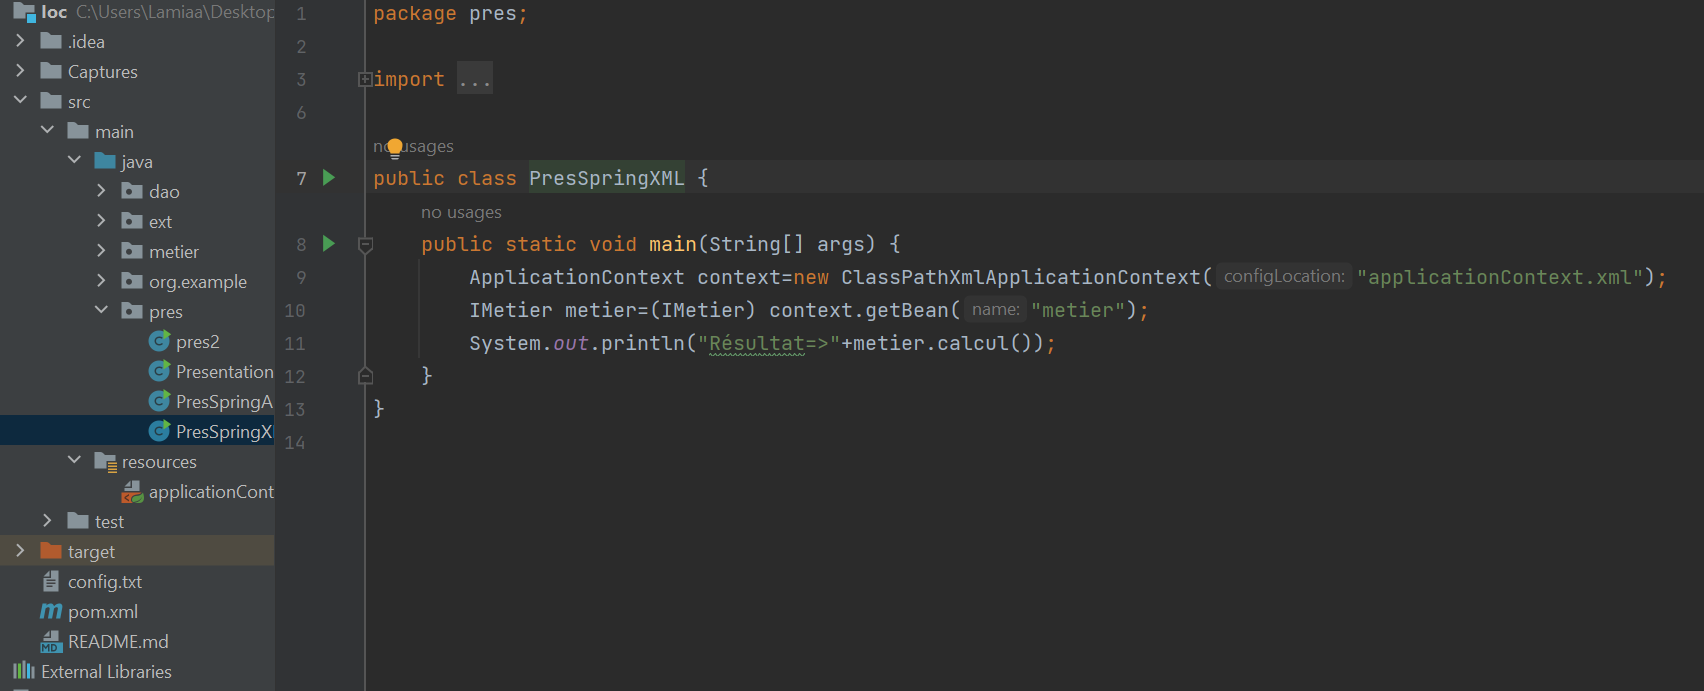 Ioc C:\Users\Lamiaa\Desktop
.idea
Captures
src
main
java
dao
ext
metier
org.example
pres
pres2
Presentation
PresSpringA
PresSpringX
resources
applicationCont
test
target
config.txt
pom.xml
README.md
External Libraries
1 package pres;
2
3 import ...
6
no usages
7 public class PresSpringXML {
no usages
8 public static void main(String[] args) {
9 ApplicationContext context=new ClassPathXmlApplicationContext( configLocation: "applicationContext.xml");
10 IMetier metier=(IMetier) context.getBean( name: "metier");
11 System.out.println("Résultat=>"+metier.calcul());
12 }
13 }
14